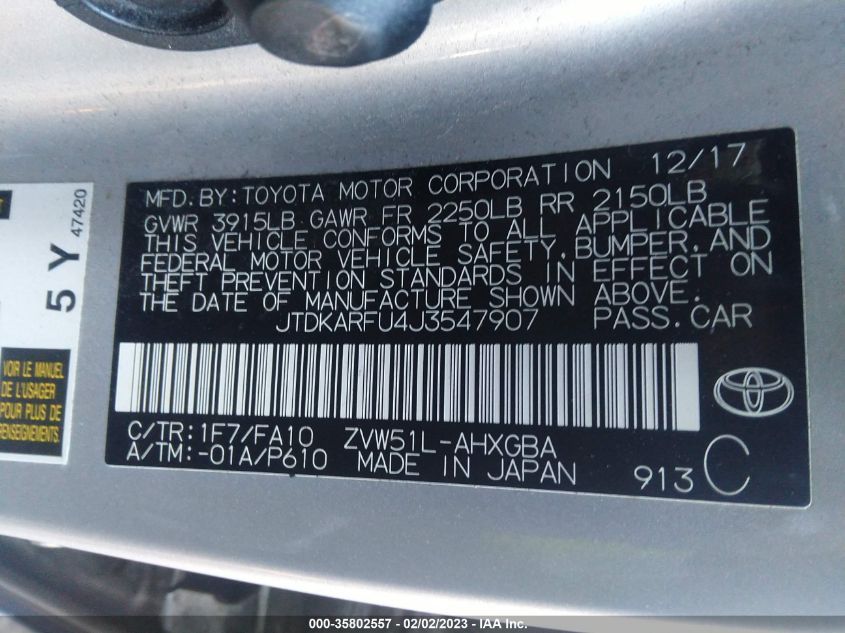 MFD. BY: TOYOTA MOTOR CORPORATION 12/17
GVWR 3915LB GAWR FR 2250LB RR 2150LB
THIS VEHICLE CONFORMS TO ALL APPLICABLE
FEDERAL MOTOR VEHICLE SAFETY, BUMPER, AND
THEFT PREVENTION STANDARDS IN EFFECT ON
THE DATE OF MANUFACTURE SHOWN ABOVE.
JTDKARFU4J3547907 PASS. CAR
C/TR: 1F7/FA10 ZVW51L-AHXGBA
A/TM: -01A/P610 MADE IN JAPAN
913 C
5 Y
47420
VOIR LE MANUEL
DE L'USAGER
POUR PLUS DE
RENSEIGNEMENTS
000-35802557 - 02/02/2023 - IAA Inc.